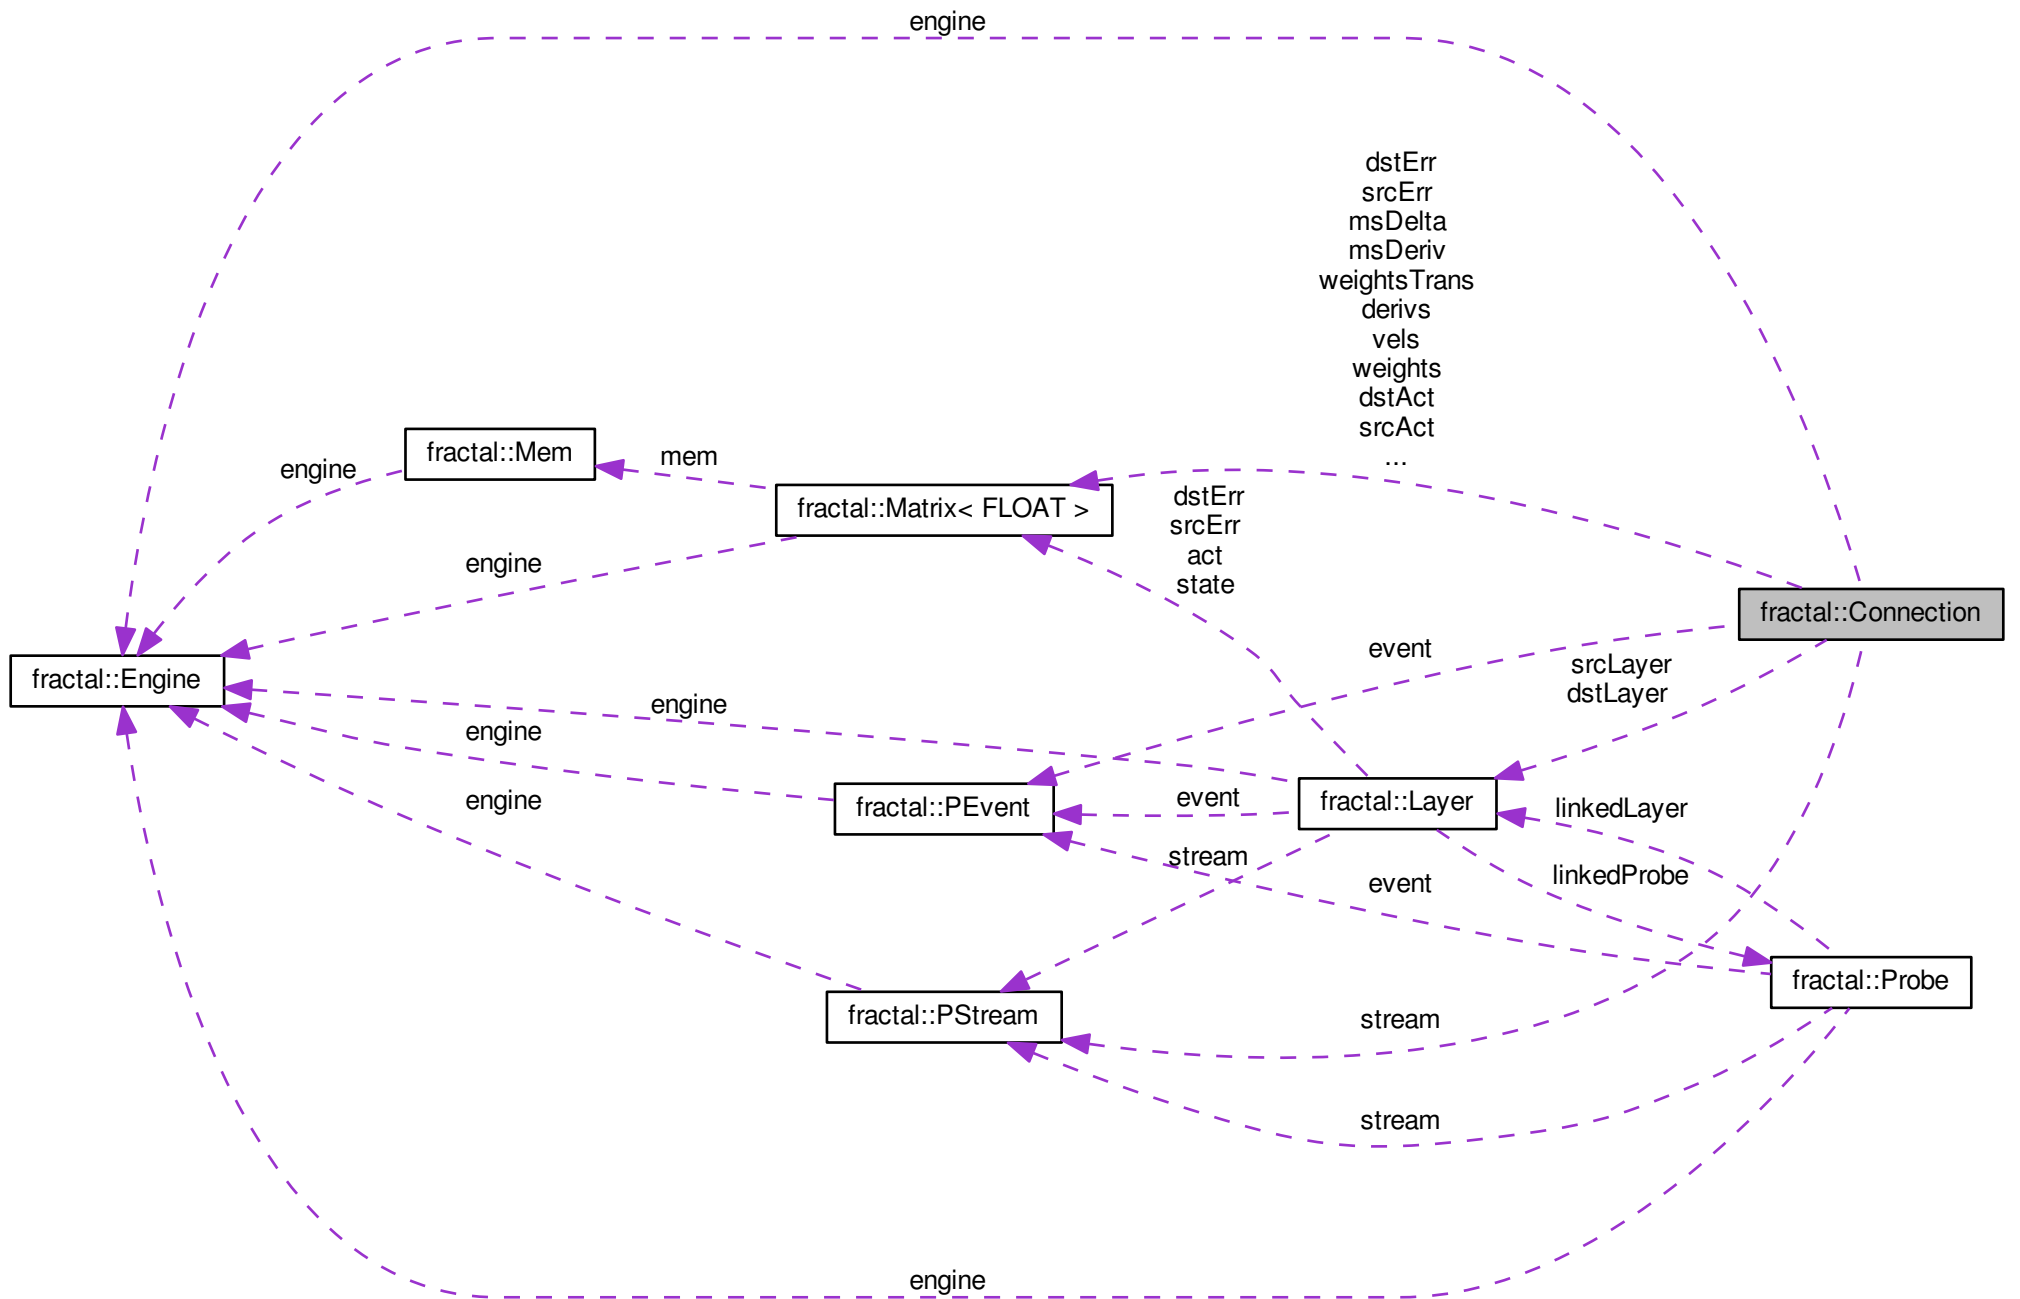 engine
dstErr
srcErr
msDelta
msDeriv
weightsTrans
derivs
vels
weights
dstAct
srcAct
...
fractal::Mem
mem
engine
fractal::Matrix< FLOAT >
dstErr
srcErr
act
state
engine
fractal::Connection
event
srcLayer
dstLayer
fractal::Engine
engine
engine
engine
fractal::PEvent
event
fractal::Layer
linkedLayer
stream
event
linkedProbe
fractal::Probe
fractal::PStream
stream
stream
engine